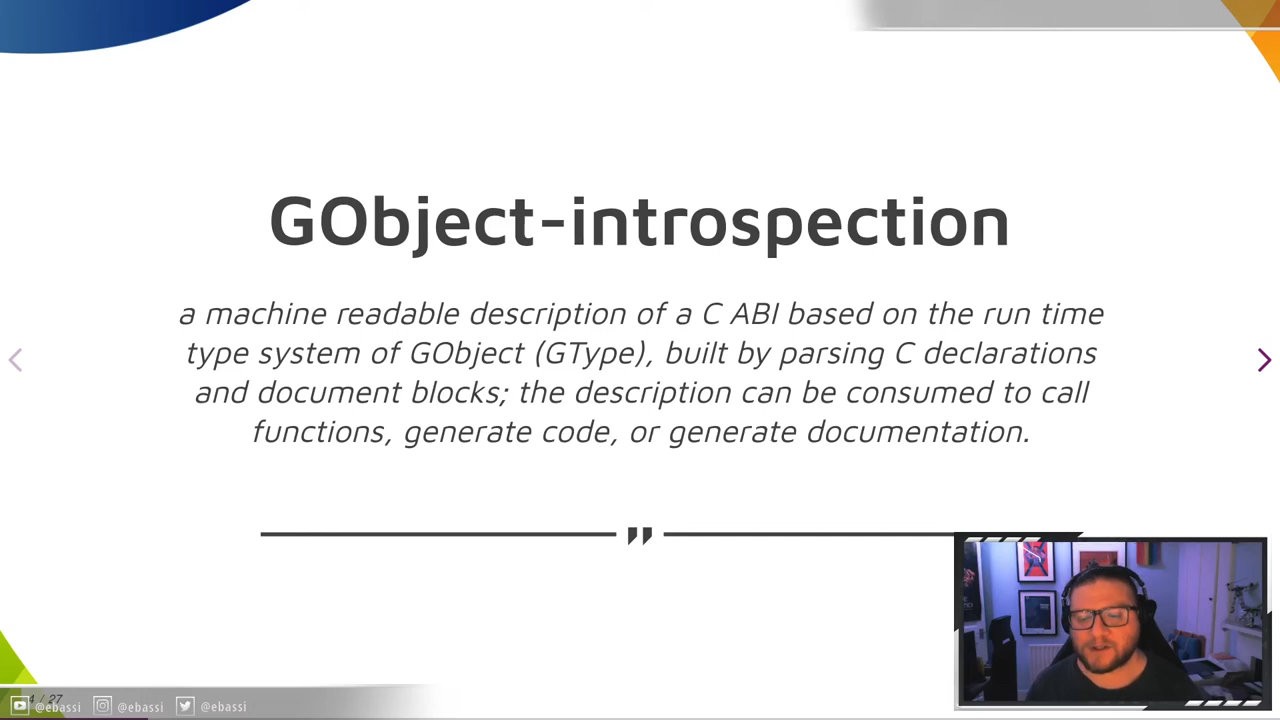 GObject-introspection
a machine readable description of a C ABI based on the run time
type system of GObject (GType), built by parsing C declarations
and document blocks; the description can be consumed to call
functions, generate code, or generate documentation.
"
/ 27
@ebassi @ebassi @ebassi